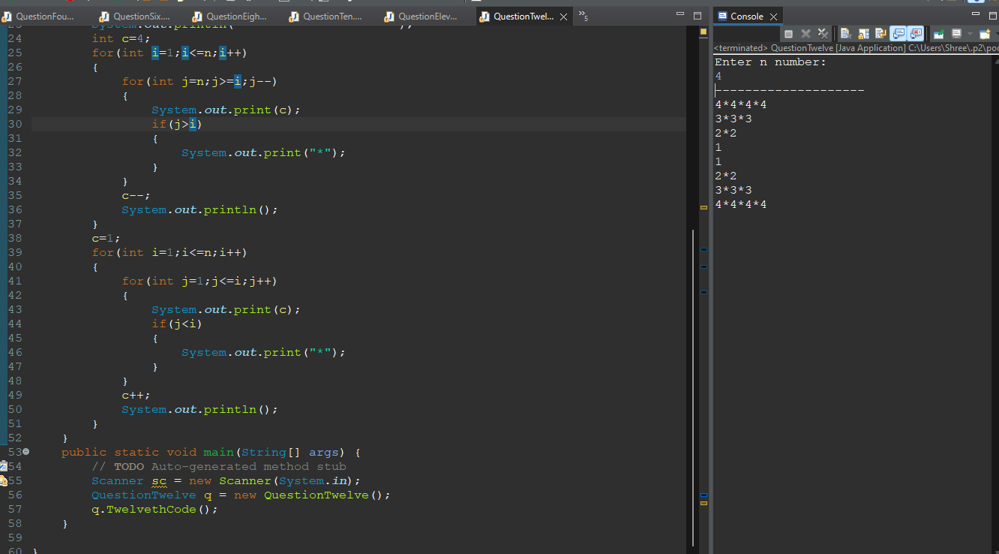 QuestionFou...
QuestionSix....
QuestionEigh...
QuestionTen....
QuestionElev...
QuestionTwel...
»5
23 System.out.println("
24 int c=4;
25 for(int i=1;i<=n;i++)
26 {
27 for(int j=n;j>=i;j--)
28 {
29 System.out.print(c);
30 if(j>i)
31 {
32 System.out.print("*");
33 }
34 }
35 c--;
36 System.out.println();
37 }
38 c=1;
39 for(int i=1;i<=n;i++)
40 {
41 for(int j=1;j<=i;j++)
42 {
43 System.out.print(c);
44 if(j<i)
45 {
46 System.out.print("*");
47 }
48 }
49 c++;
50 System.out.println();
51 }
52 }
53 public static void main(String[] args) {
54 // TODO Auto-generated method stub
55 Scanner sc = new Scanner(System.in);
56 QuestionTwelve q = new QuestionTwelve();
57 q.TwelvethCode();
58 }
59
60 }
Console
<terminated> QuestionTwelve [Java Application] C:\Users\Shree\.p2\poo
Enter n number:
4
--------------------
4*4*4*4
3*3*3
2*2
1
1
2*2
3*3*3
4*4*4*4